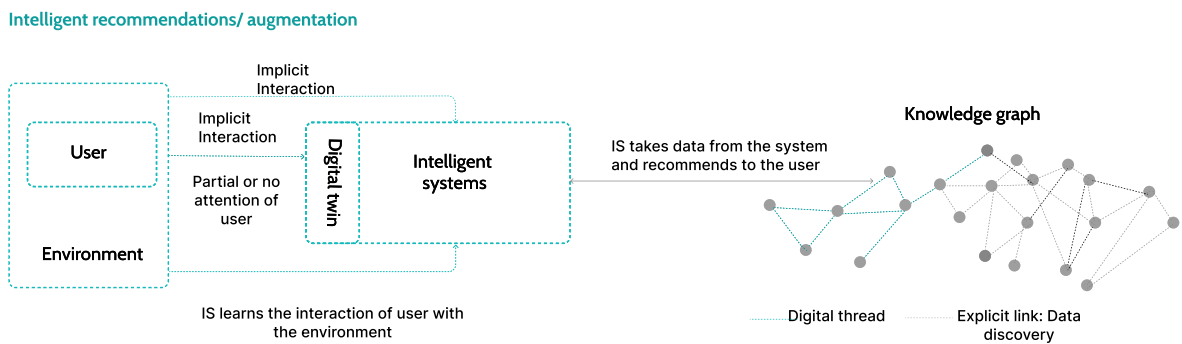 Intelligent recommendations/ augmentation
Implicit
Interaction
Implicit
Interaction
User
Partial or no
attention of
user
Environment
Digital twin
Intelligent
systems
IS learns the interaction of user with
the environment
IS takes data from the system
and recommends to the user
Knowledge graph
Digital thread
Explicit link: Data
discovery